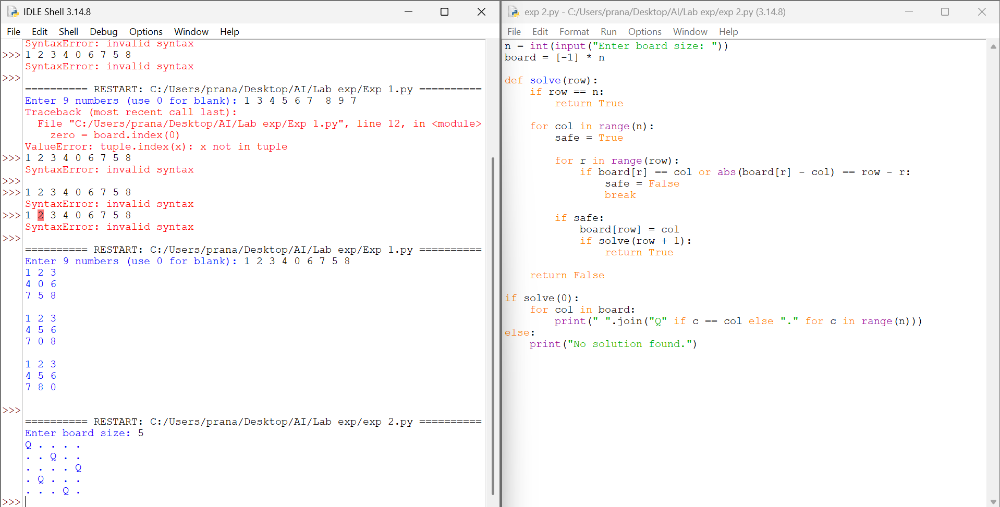 IDLE Shell 3.14.8
File Edit Shell Debug Options Window Help
SyntaxError: invalid syntax
>>> 1 2 3 4 0 6 7 5 8
SyntaxError: invalid syntax
>>>
========== RESTART: C:/Users/prana/Desktop/AI/Lab exp/Exp 1.py ==========
Enter 9 numbers (use 0 for blank): 1 3 4 5 6 7  8 9 7
Traceback (most recent call last):
  File "C:/Users/prana/Desktop/AI/Lab exp/Exp 1.py", line 12, in <module>
    zero = board.index(0)
ValueError: tuple.index(x): x not in tuple
>>> 1 2 3 4 0 6 7 5 8
SyntaxError: invalid syntax
>>>
>>> 1 2 3 4 0 6 7 5 8
SyntaxError: invalid syntax
>>> 1 2 3 4 0 6 7 5 8
SyntaxError: invalid syntax
>>>
========== RESTART: C:/Users/prana/Desktop/AI/Lab exp/Exp 1.py ==========
Enter 9 numbers (use 0 for blank): 1 2 3 4 0 6 7 5 8
1 2 3
4 0 6
7 5 8

1 2 3
4 5 6
7 0 8

1 2 3
4 5 6
7 8 0

>>>
========== RESTART: C:/Users/prana/Desktop/AI/Lab exp/exp 2.py ==========
Enter board size: 5
Q . . . .
. . Q . .
. . . . Q
. Q . . .
. . . Q .
>>>
exp 2.py - C:/Users/prana/Desktop/AI/Lab exp/exp 2.py (3.14.8)
File Edit Format Run Options Window Help
n = int(input("Enter board size: "))
board = [-1] * n

def solve(row):
    if row == n:
        return True

    for col in range(n):
        safe = True

        for r in range(row):
            if board[r] == col or abs(board[r] - col) == row - r:
                safe = False
                break

        if safe:
            board[row] = col
            if solve(row + 1):
                return True

    return False

if solve(0):
    for col in board:
        print(" ".join("Q" if c == col else "." for c in range(n)))
else:
    print("No solution found.")